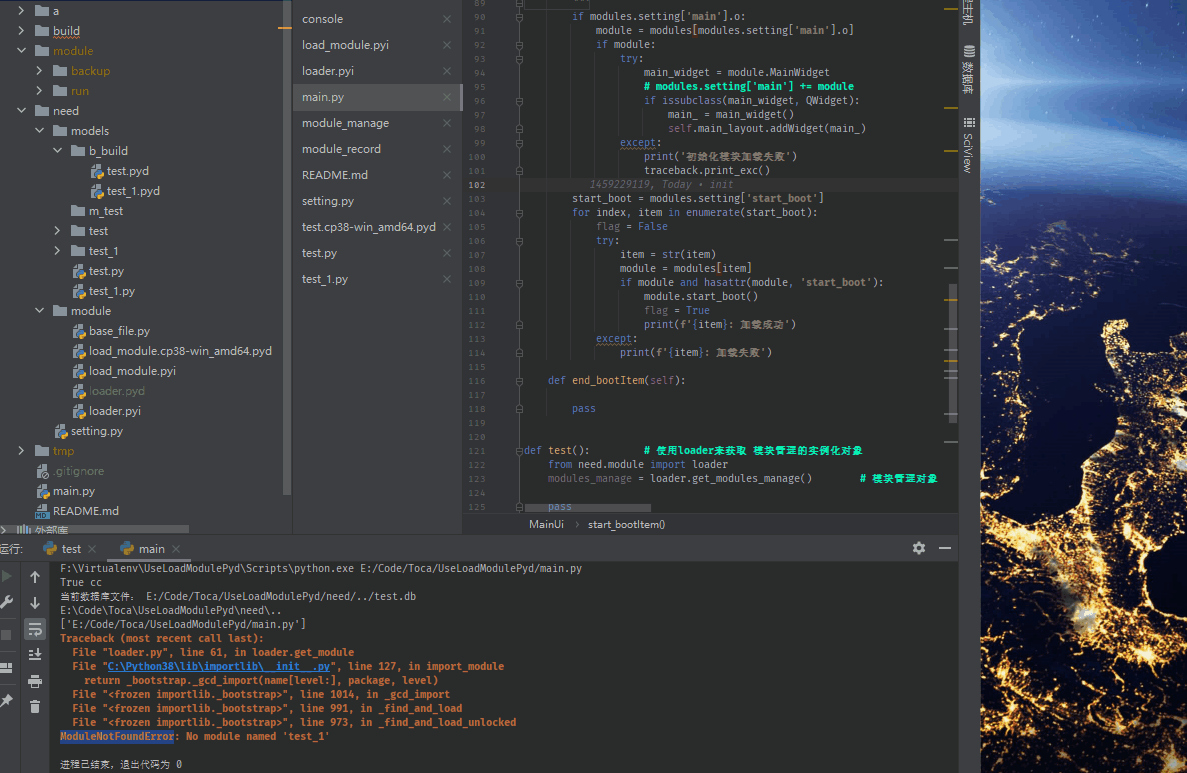 a
build
module
backup
run
need
models
b_build
test.pyd
test_1.pyd
m_test
test
test_1
test.py
test_1.py
module
base_file.py
load_module.cp38-win_amd64.pyd
load_module.pyi
loader.pyd
loader.pyi
setting.py
tmp
.gitignore
main.py
README.md
外部库
console
load_module.pyi
loader.pyi
main.py
module_manage
module_record
README.md
setting.py
test.cp38-win_amd64.pyd
test.py
test_1.py
89
90 if modules.setting['main'].o:
91 module = modules[modules.setting['main'].o]
92 if module:
93 try:
94 main_widget = module.MainWidget
95 # modules.setting['main'] += module
96 if issubclass(main_widget, QWidget):
97 main_ = main_widget()
98 self.main_layout.addWidget(main_)
99 except:
100 print('初始化模块加载失败')
101 traceback.print_exc()
102 1459229119, Today • init
103 start_boot = modules.setting['start_boot']
104 for index, item in enumerate(start_boot):
105 flag = False
106 try:
107 item = str(item)
108 module = modules[item]
109 if module and hasattr(module, 'start_boot'):
110 module.start_boot()
111 flag = True
112 print(f'{item}: 加载成功')
113 except:
114 print(f'{item}: 加载失败')
115
116 def end_bootItem(self):
117
118 pass
119
120
121 def test(): # 使用loader来获取 模块管理的实例化对象
122 from need.module import loader
123 modules_manage = loader.get_modules_manage() # 模块管理对象
124
125 pass
MainUi › start_bootItem()
主机
数据库
SciView
运行:
test
main
F:\Virtualenv\UseLoadModulePyd\Scripts\python.exe E:/Code/Toca/UseLoadModulePyd/main.py
True cc
当前数据库文件: E:/Code/Toca/UseLoadModulePyd/need/../test.db
E:\Code\Toca\UseLoadModulePyd\need\..
['E:/Code/Toca/UseLoadModulePyd/main.py']
Traceback (most recent call last):
File "loader.py", line 61, in loader.get_module
File "C:\Python38\lib\importlib\__init__.py", line 127, in import_module
return _bootstrap._gcd_import(name[level:], package, level)
File "<frozen importlib._bootstrap>", line 1014, in _gcd_import
File "<frozen importlib._bootstrap>", line 991, in _find_and_load
File "<frozen importlib._bootstrap>", line 973, in _find_and_load_unlocked
ModuleNotFoundError: No module named 'test_1'
进程已结束,退出代码为 0